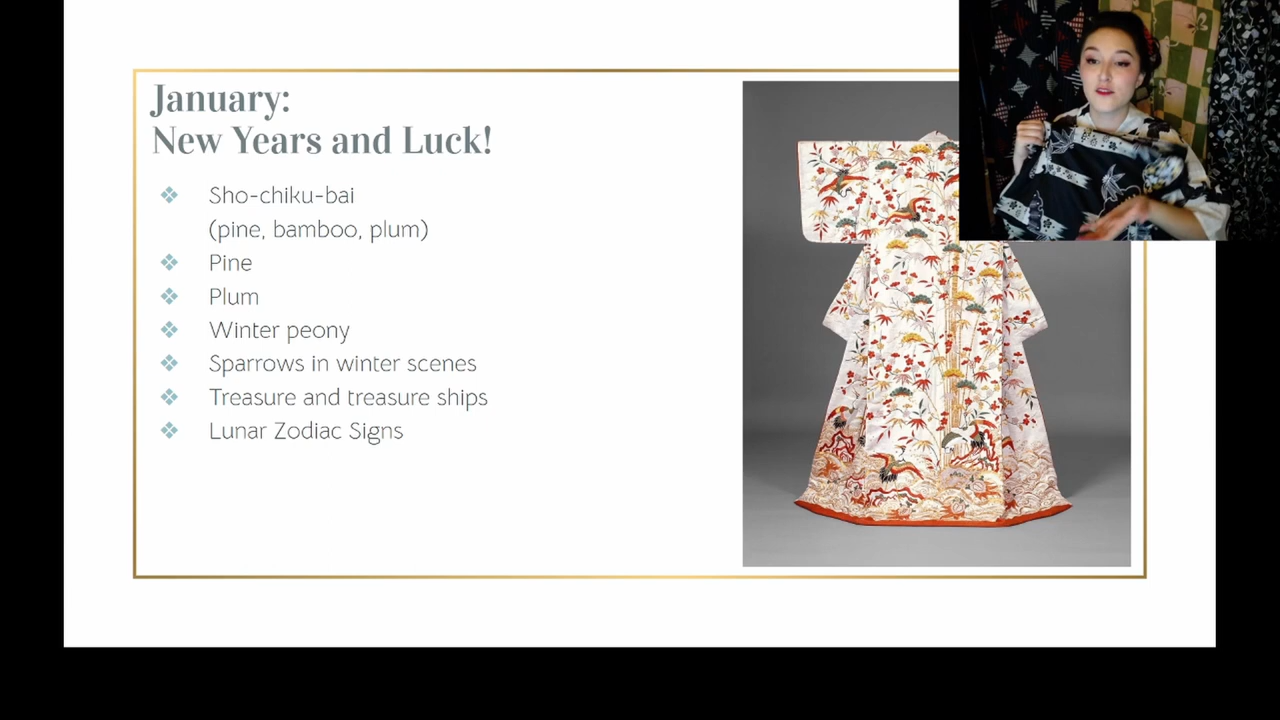 January:
New Years and Luck!
Sho-chiku-bai
(pine, bamboo, plum)
Pine
Plum
Winter peony
Sparrows in winter scenes
Treasure and treasure ships
Lunar Zodiac Signs